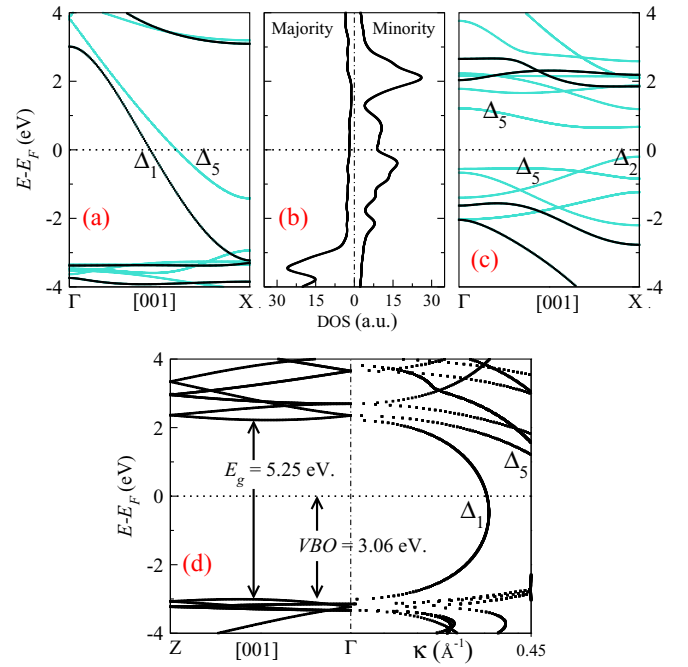 4 Majority Minority 4
2 2
E-E_F (eV) 0 Δ₁ Δ₅ Δ₅ Δ₅ Δ₂ 0
-2 -2
(a) (b) (c)
-4 -4
Γ [001] X . 30 15 0 15 30 Γ [001] X .
DOS (a.u.)
4
2
E_g = 5.25 eV. Δ₅
E-E_F (eV) 0 Δ₁
VBO = 3.06 eV.
-2
(d)
-4
Z [001] Γ κ (Å⁻¹) 0.45